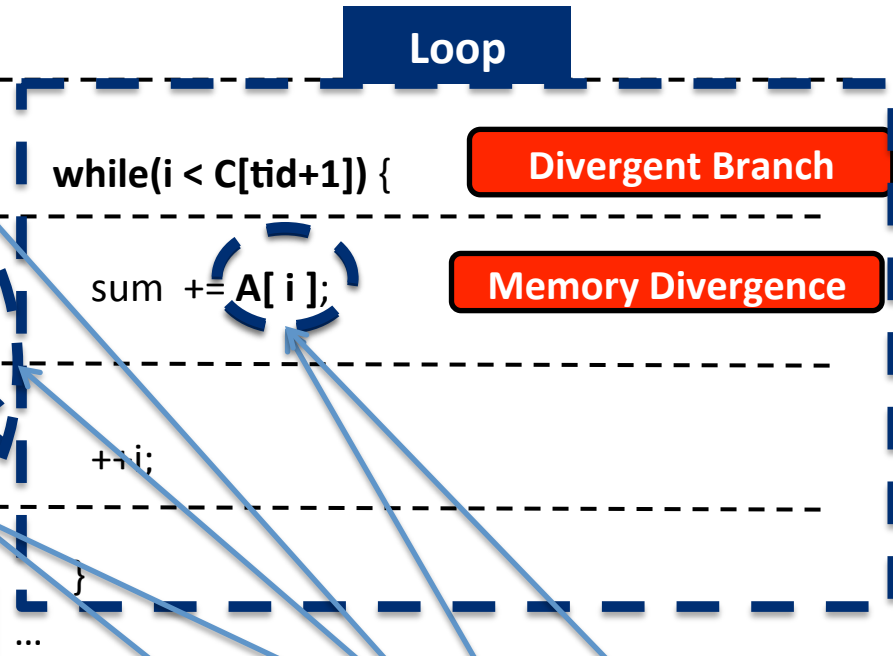 Loop
while(i < C[tid+1]) {
Divergent Branch
sum += A[ i ];
Memory Divergence
++i;
}
...